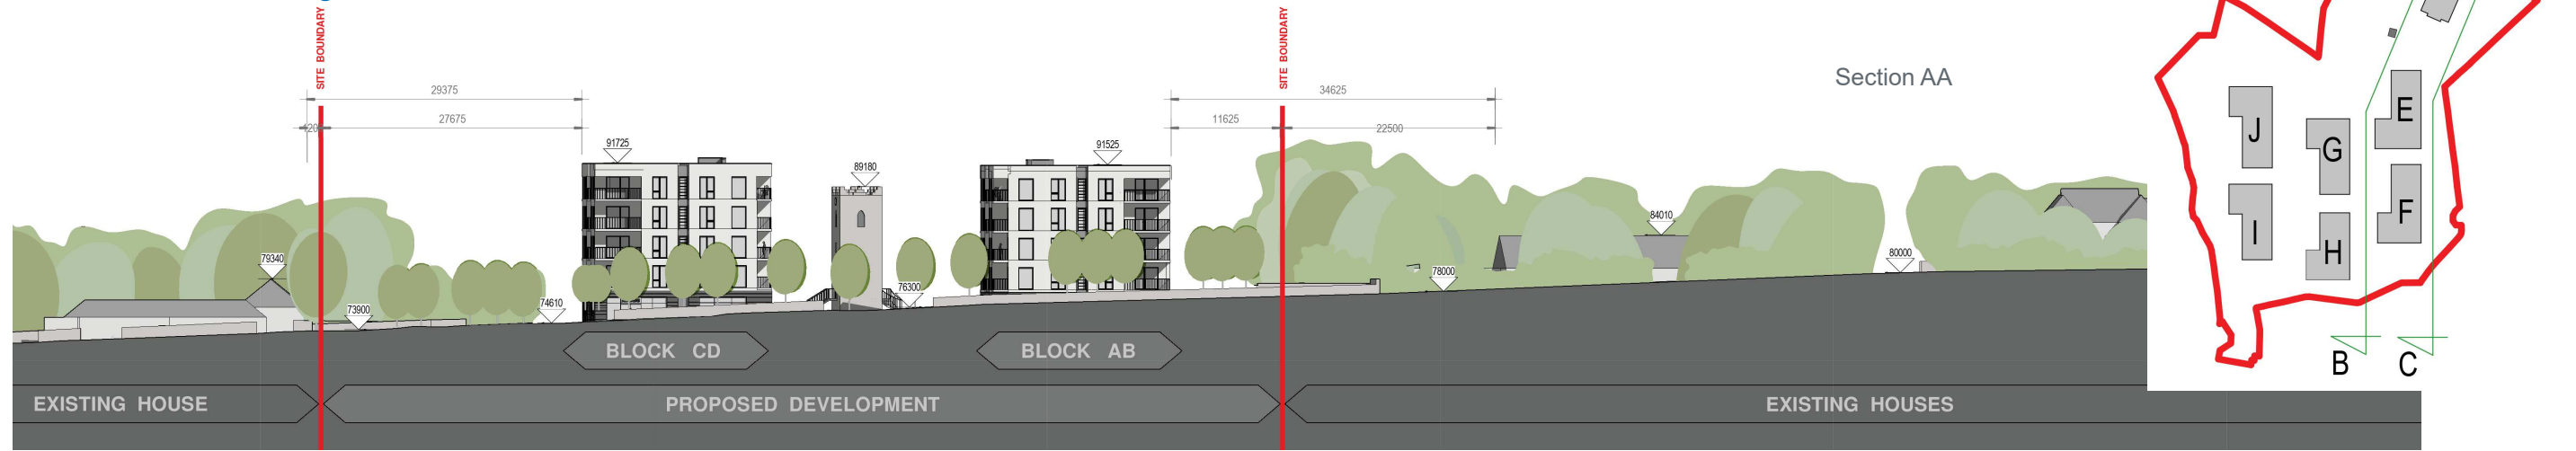 SITE BOUNDARY
SITE BOUNDARY
Section AA
29375
34625
27675
11625
22500
91725
89180
91525
79340
73900
74610
76300
78000
84010
80000
BLOCK CD
BLOCK AB
EXISTING HOUSE
PROPOSED DEVELOPMENT
EXISTING HOUSES
J
G
E
I
H
F
B
C